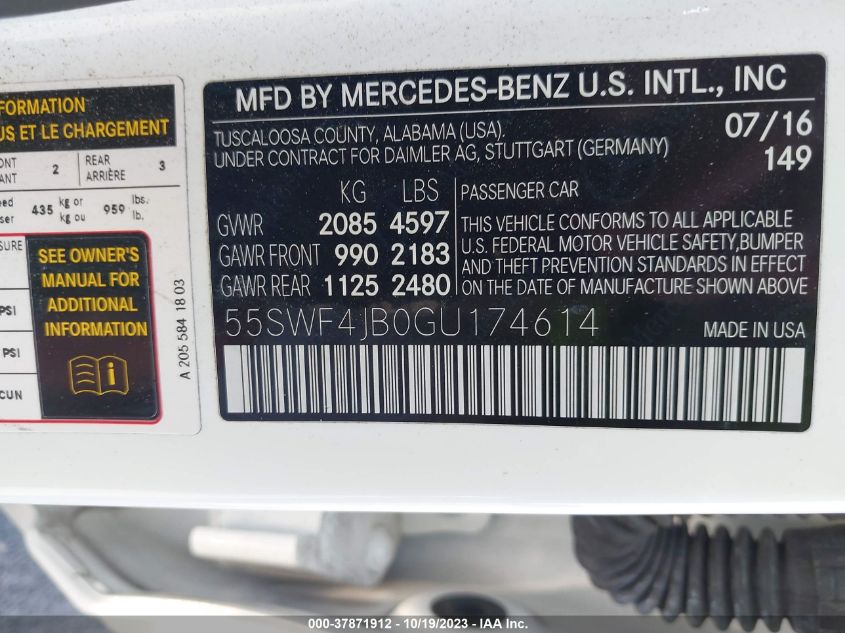 FORMATION
US ET LE CHARGEMENT
ONT 2 REAR 3
ANT ARRIÈRE
eed 435 kg or 959 lbs.
ser kg ou lb.
SURE
PSI
PSI
CUN
SEE OWNER'S
MANUAL FOR
ADDITIONAL
INFORMATION
A 205 584 18 03
MFD BY MERCEDES-BENZ U.S. INTL., INC
TUSCALOOSA COUNTY, ALABAMA (USA). 07/16
UNDER CONTRACT FOR DAIMLER AG, STUTTGART (GERMANY) 149
KG LBS
GVWR 2085 4597
GAWR FRONT 990 2183
GAWR REAR 1125 2480
PASSENGER CAR
THIS VEHICLE CONFORMS TO ALL APPLICABLE
U.S. FEDERAL MOTOR VEHICLE SAFETY,BUMPER
AND THEFT PREVENTION STANDARDS IN EFFECT
ON THE DATE OF MANUFACTURE SHOWN ABOVE
55SWF4JB0GU174614 MADE IN USA
000-37871912 - 10/19/2023 - IAAI.com